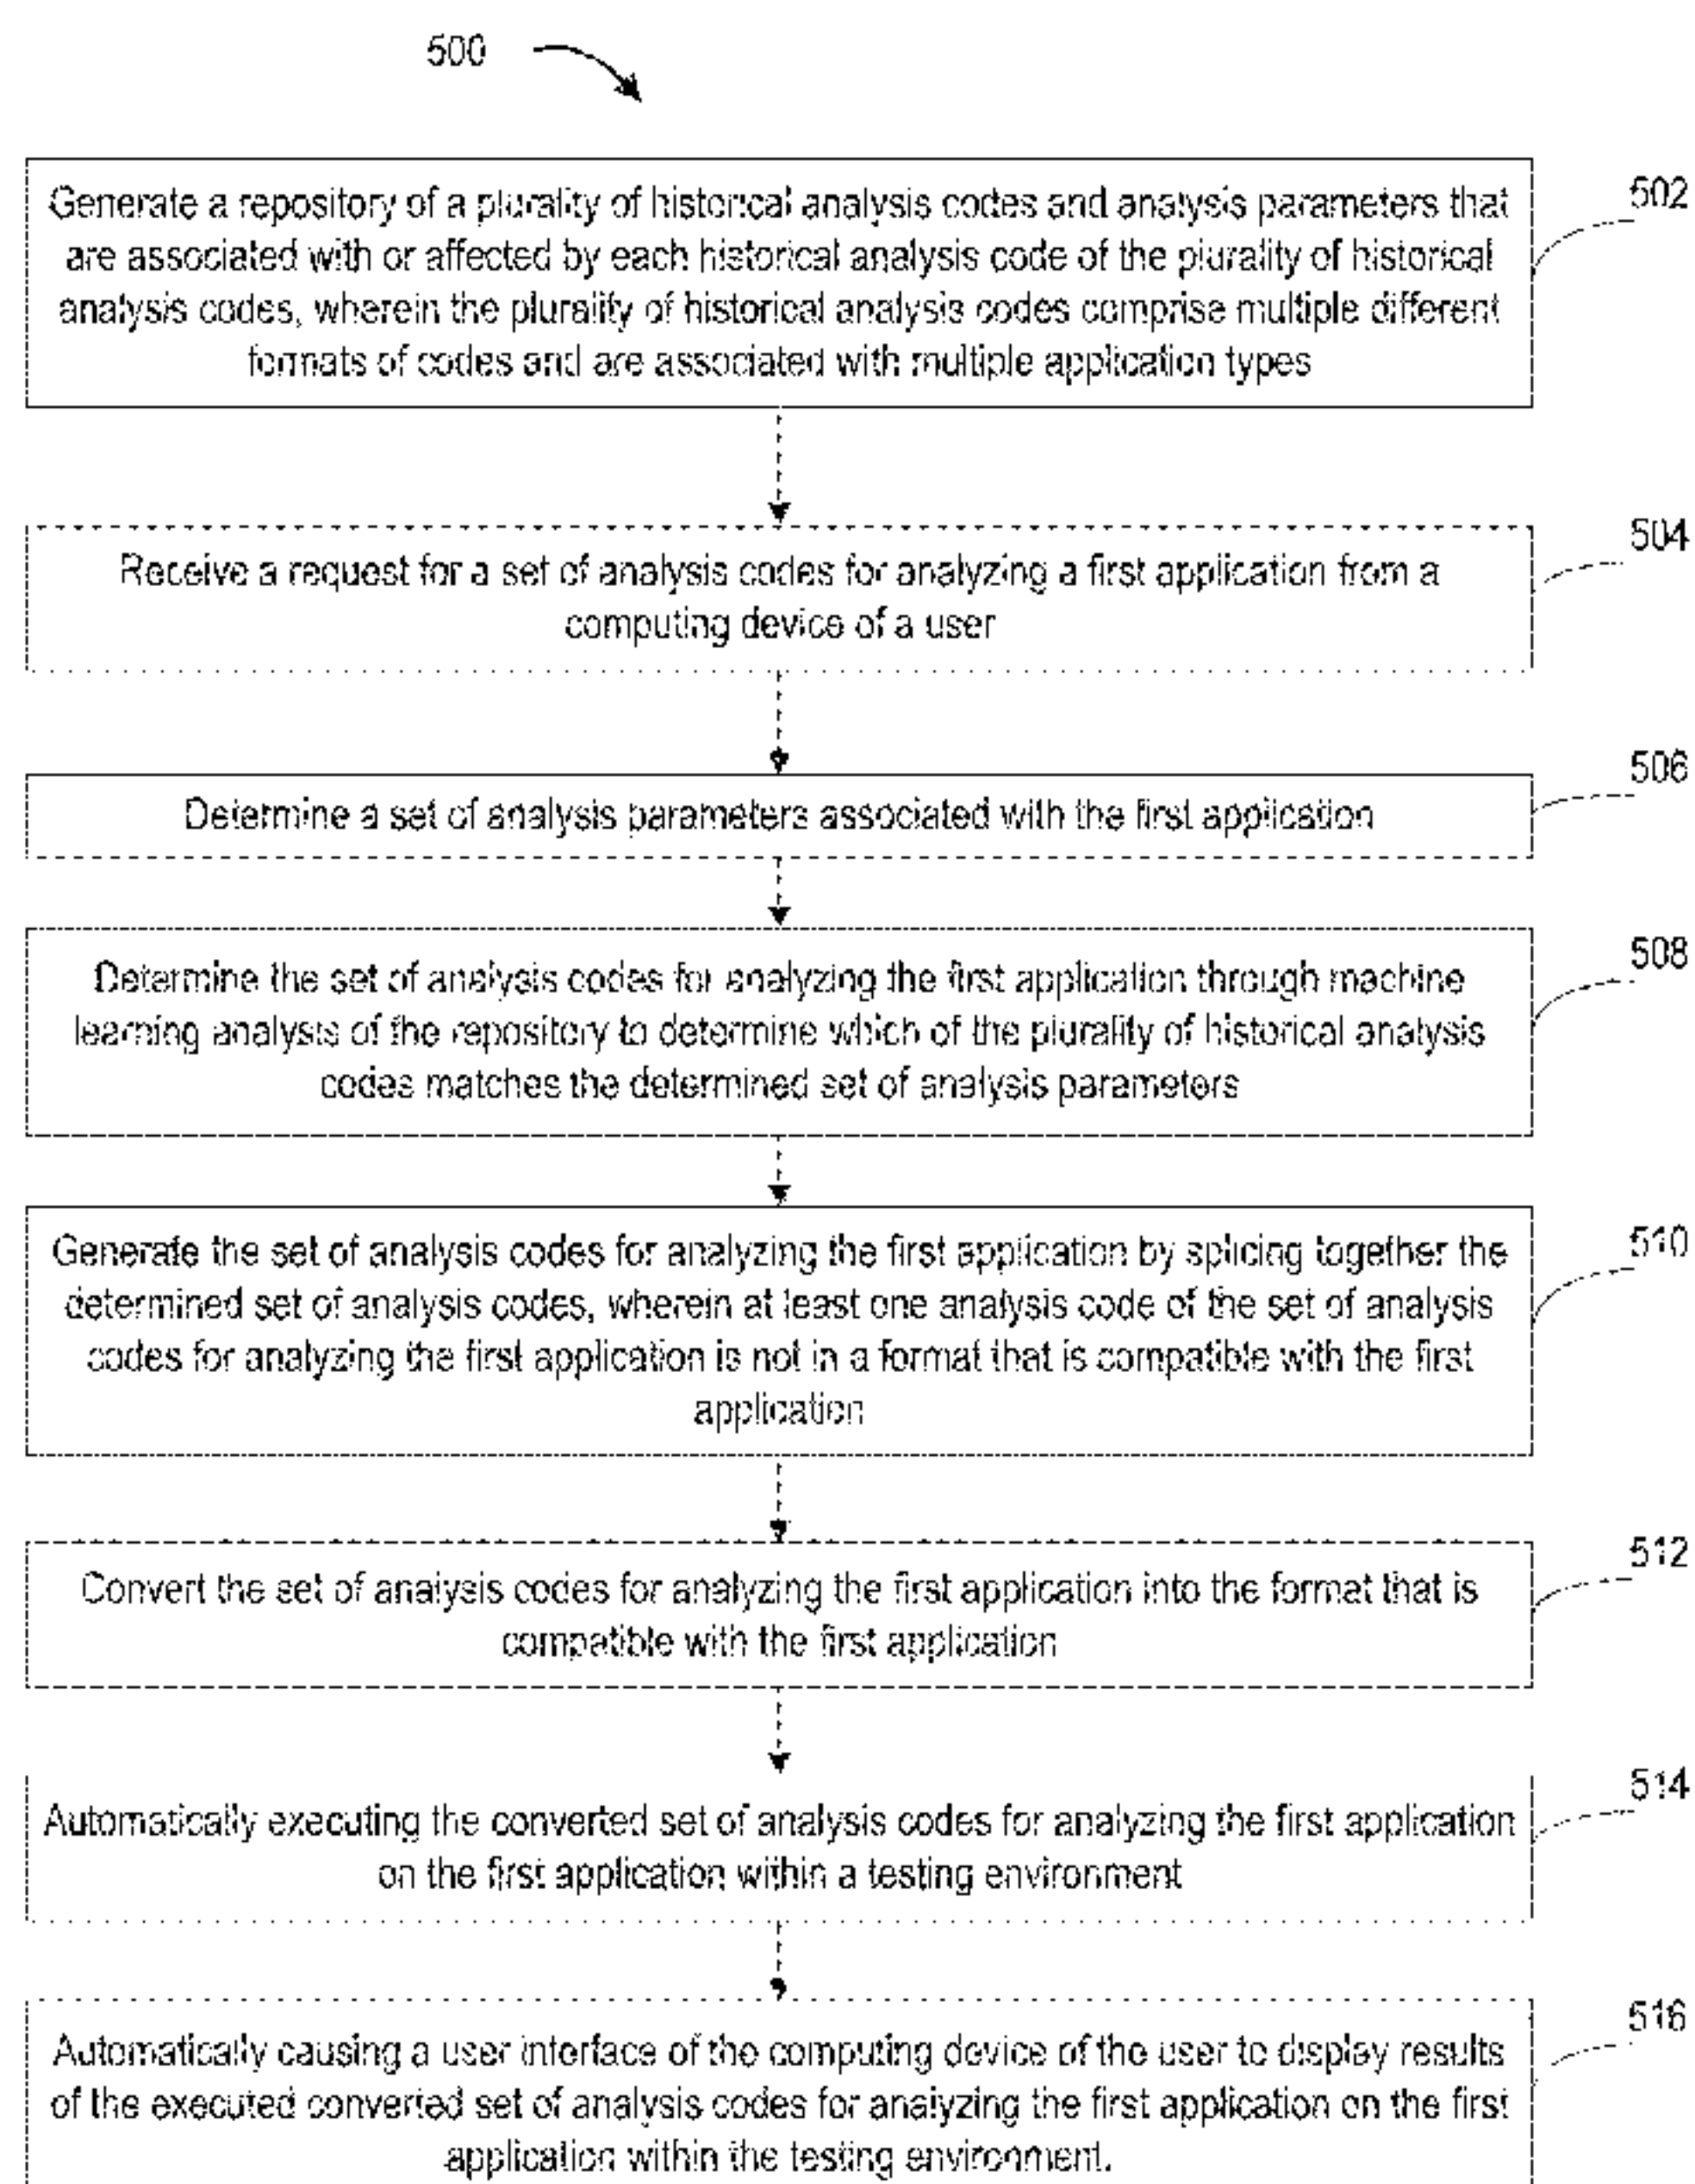 500
Generate a repository of a plurality of historical analysis codes and analysis parameters that
502
are associated with or affected by each historical analysis code of the plurality of historical
analysis codes, wherein the plurality of historical analysis codes comprise multiple different
formats of codes and are associated with multiple application types
504
Receive a request for a set of analysis codes for analyzing a first application from a
computing device of a user
506
Determine a set of analysis parameters associated with the first application
508
Determine the set of analysis codes for analyzing the first application through machine
learning analysis of the repository to determine which of the plurality of historical analysis
codes matches the determined set of analysis parameters
510
Generate the set of analysis codes for analyzing the first application by splicing together the
determined set of analysis codes, wherein at least one analysis code of the set of analysis
codes for analyzing the first application is not in a format that is compatible with the first
application
512
Convert the set of analysis codes for analyzing the first application into the format that is
compatible with the first application
514
Automatically executing the converted set of analysis codes for analyzing the first application
on the first application within a testing environment
516
Automatically causing a user interface of the computing device of the user to display results
of the executed converted set of analysis codes for analyzing the first application on the first
application within the testing environment.